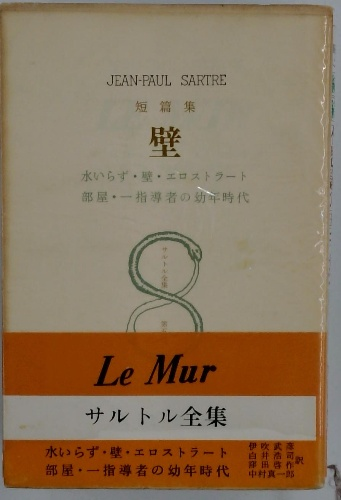 JEAN-PAUL SARTRE
短篇集
壁
水いらず・壁・エロストラート
部屋・一指導者の幼年時代
サルトル全集
Le Mur
サルトル全集
水いらず・壁・エロストラート
部屋・一指導者の幼年時代
伊吹武彦
白井浩司
窪田啓作
中村真一郎
訳